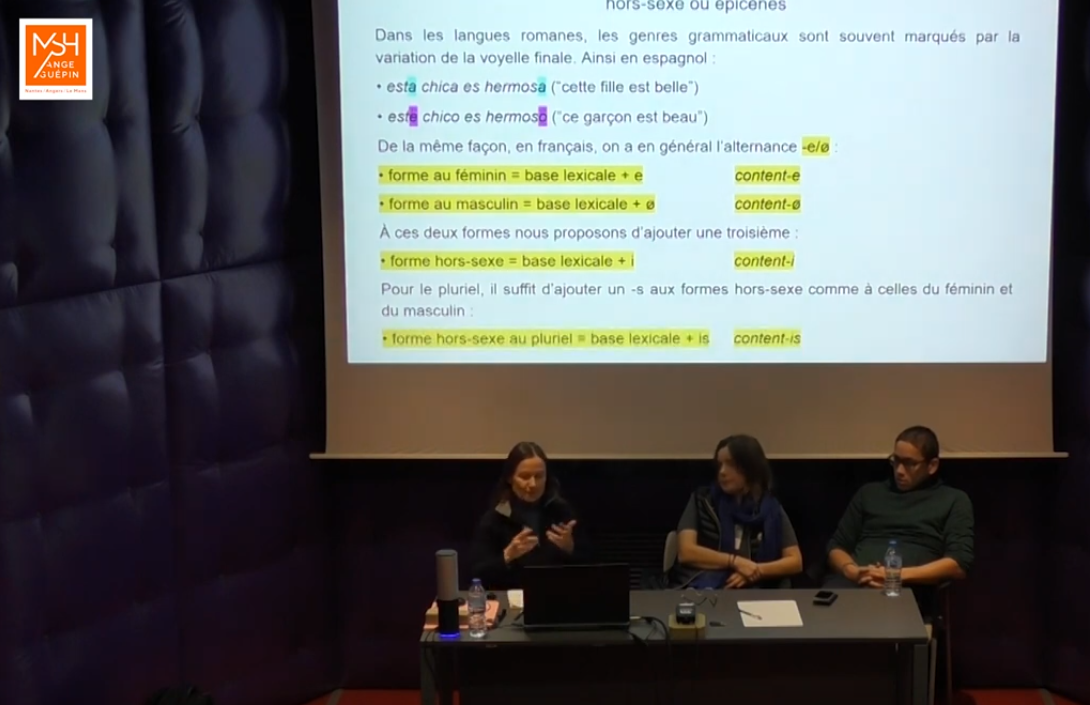 MSH
ANGE
GUÉPIN
Nantes | Angers | Le Mans
hors-sexe ou épicènes
Dans les langues romanes, les genres grammaticaux sont souvent marqués par la
variation de la voyelle finale. Ainsi en espagnol :
• esta chica es hermosa (“cette fille est belle”)
• este chico es hermoso (“ce garçon est beau”)
De la même façon, en français, on a en général l’alternance -e/ø :
• forme au féminin = base lexicale + e content-e
• forme au masculin = base lexicale + ø content-ø
À ces deux formes nous proposons d’ajouter une troisième :
• forme hors-sexe = base lexicale + i content-i
Pour le pluriel, il suffit d’ajouter un -s aux formes hors-sexe comme à celles du féminin et
du masculin :
• forme hors-sexe au pluriel = base lexicale + is content-is